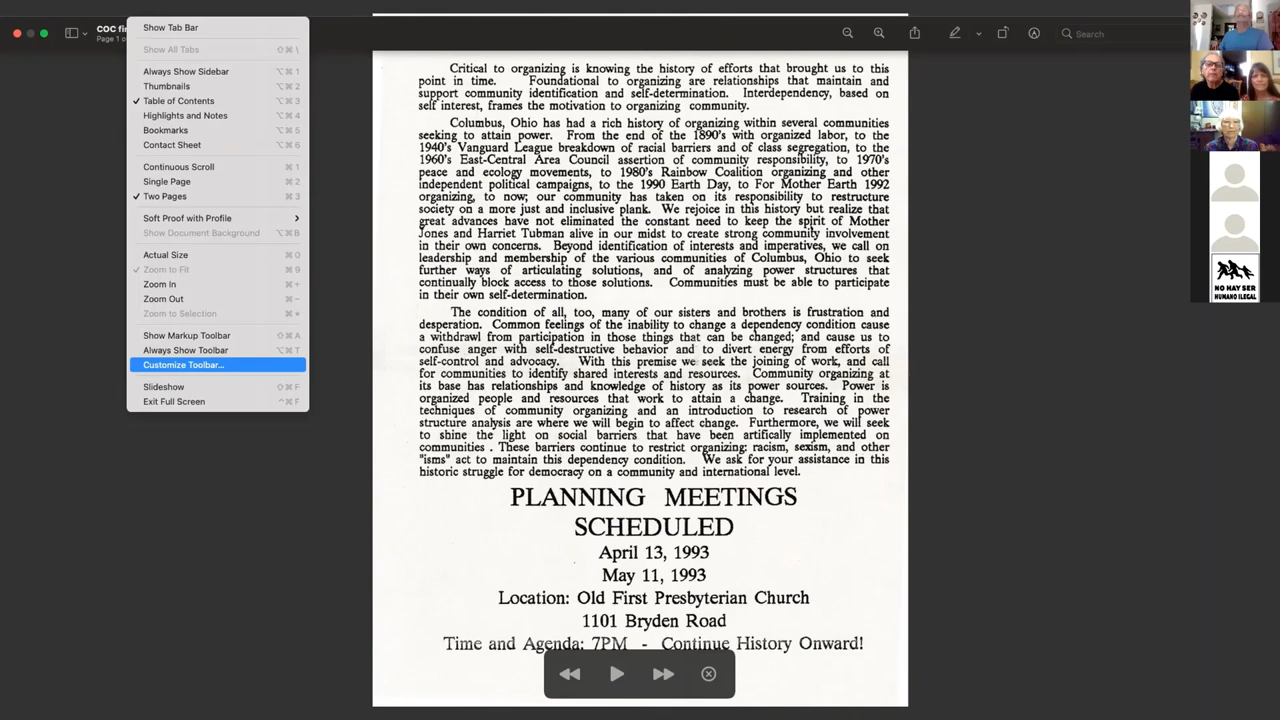 COC fi
Page 1 o
Search
Show Tab Bar
Show All Tabs ⇧⌘\
Always Show Sidebar ⌥⌘1
Thumbnails ⌥⌘2
✓ Table of Contents ⌥⌘3
Highlights and Notes ⌥⌘4
Bookmarks ⌥⌘5
Contact Sheet ⌥⌘6
Continuous Scroll ⌘1
Single Page ⌘2
✓ Two Pages ⌘3
Soft Proof with Profile
Show Document Background ⌥⌘B
Actual Size ⌘0
✓ Zoom to Fit ⌘9
Zoom In ⌘+
Zoom Out ⌘−
Zoom to Selection ⌘*
Show Markup Toolbar ⇧⌘A
Always Show Toolbar ⌥⌘T
Customize Toolbar...
Slideshow ⇧⌘F
Exit Full Screen ^⌘F
Critical to organizing is knowing the history of efforts that brought us to this
point in time. Foundational to organizing are relationships that maintain and
support community identification and self-determination. Interdependency, based on
self interest, frames the motivation to organizing community.
Columbus, Ohio has had a rich history of organizing within several communities
seeking to attain power. From the end of the 1890's with organized labor, to the
1940's Vanguard League breakdown of racial barriers and of class segregation, to the
1960's East-Central Area Council assertion of community responsibility, to 1970's
peace and ecology movements, to 1980's Rainbow Coalition organizing and other
independent political campaigns, to the 1990 Earth Day, to For Mother Earth 1992
organizing, to now; our community has taken on its responsibility to restructure
society on a more just and inclusive plank. We rejoice in this history but realize that
great advances have not eliminated the constant need to keep the spirit of Mother
Jones and Harriet Tubman alive in our midst to create strong community involvement
in their own concerns. Beyond identification of interests and imperatives, we call on
leadership and membership of the various communities of Columbus, Ohio to seek
further ways of articulating solutions, and of analyzing power structures that
continually block access to those solutions. Communities must be able to participate
in their own self-determination.
The condition of all, too, many of our sisters and brothers is frustration and
desperation. Common feelings of the inability to change a dependency condition cause
a withdrawl from participation in those things that can be changed; and cause us to
confuse anger with self-destructive behavior and to divert energy from efforts of
self-control and advocacy. With this premise we seek the joining of work, and call
for communities to identify shared interests and resources. Community organizing at
its base has relationships and knowledge of history as its power sources. Power is
organized people and resources that work to attain a change. Training in the
techniques of community organizing and an introduction to research of power
structure analysis are where we will begin to affect change. Furthermore, we will seek
to shine the light on social barriers that have been artifically implemented on
communities . These barriers continue to restrict organizing: racism, sexism, and other
"isms" act to maintain this dependency condition. We ask for your assistance in this
historic struggle for democracy on a community and international level.
PLANNING MEETINGS
SCHEDULED
April 13, 1993
May 11, 1993
Location: Old First Presbyterian Church
1101 Bryden Road
Time and Agenda: 7PM - Continue History Onward!
NO HAY SER
HUMANO ILEGAL